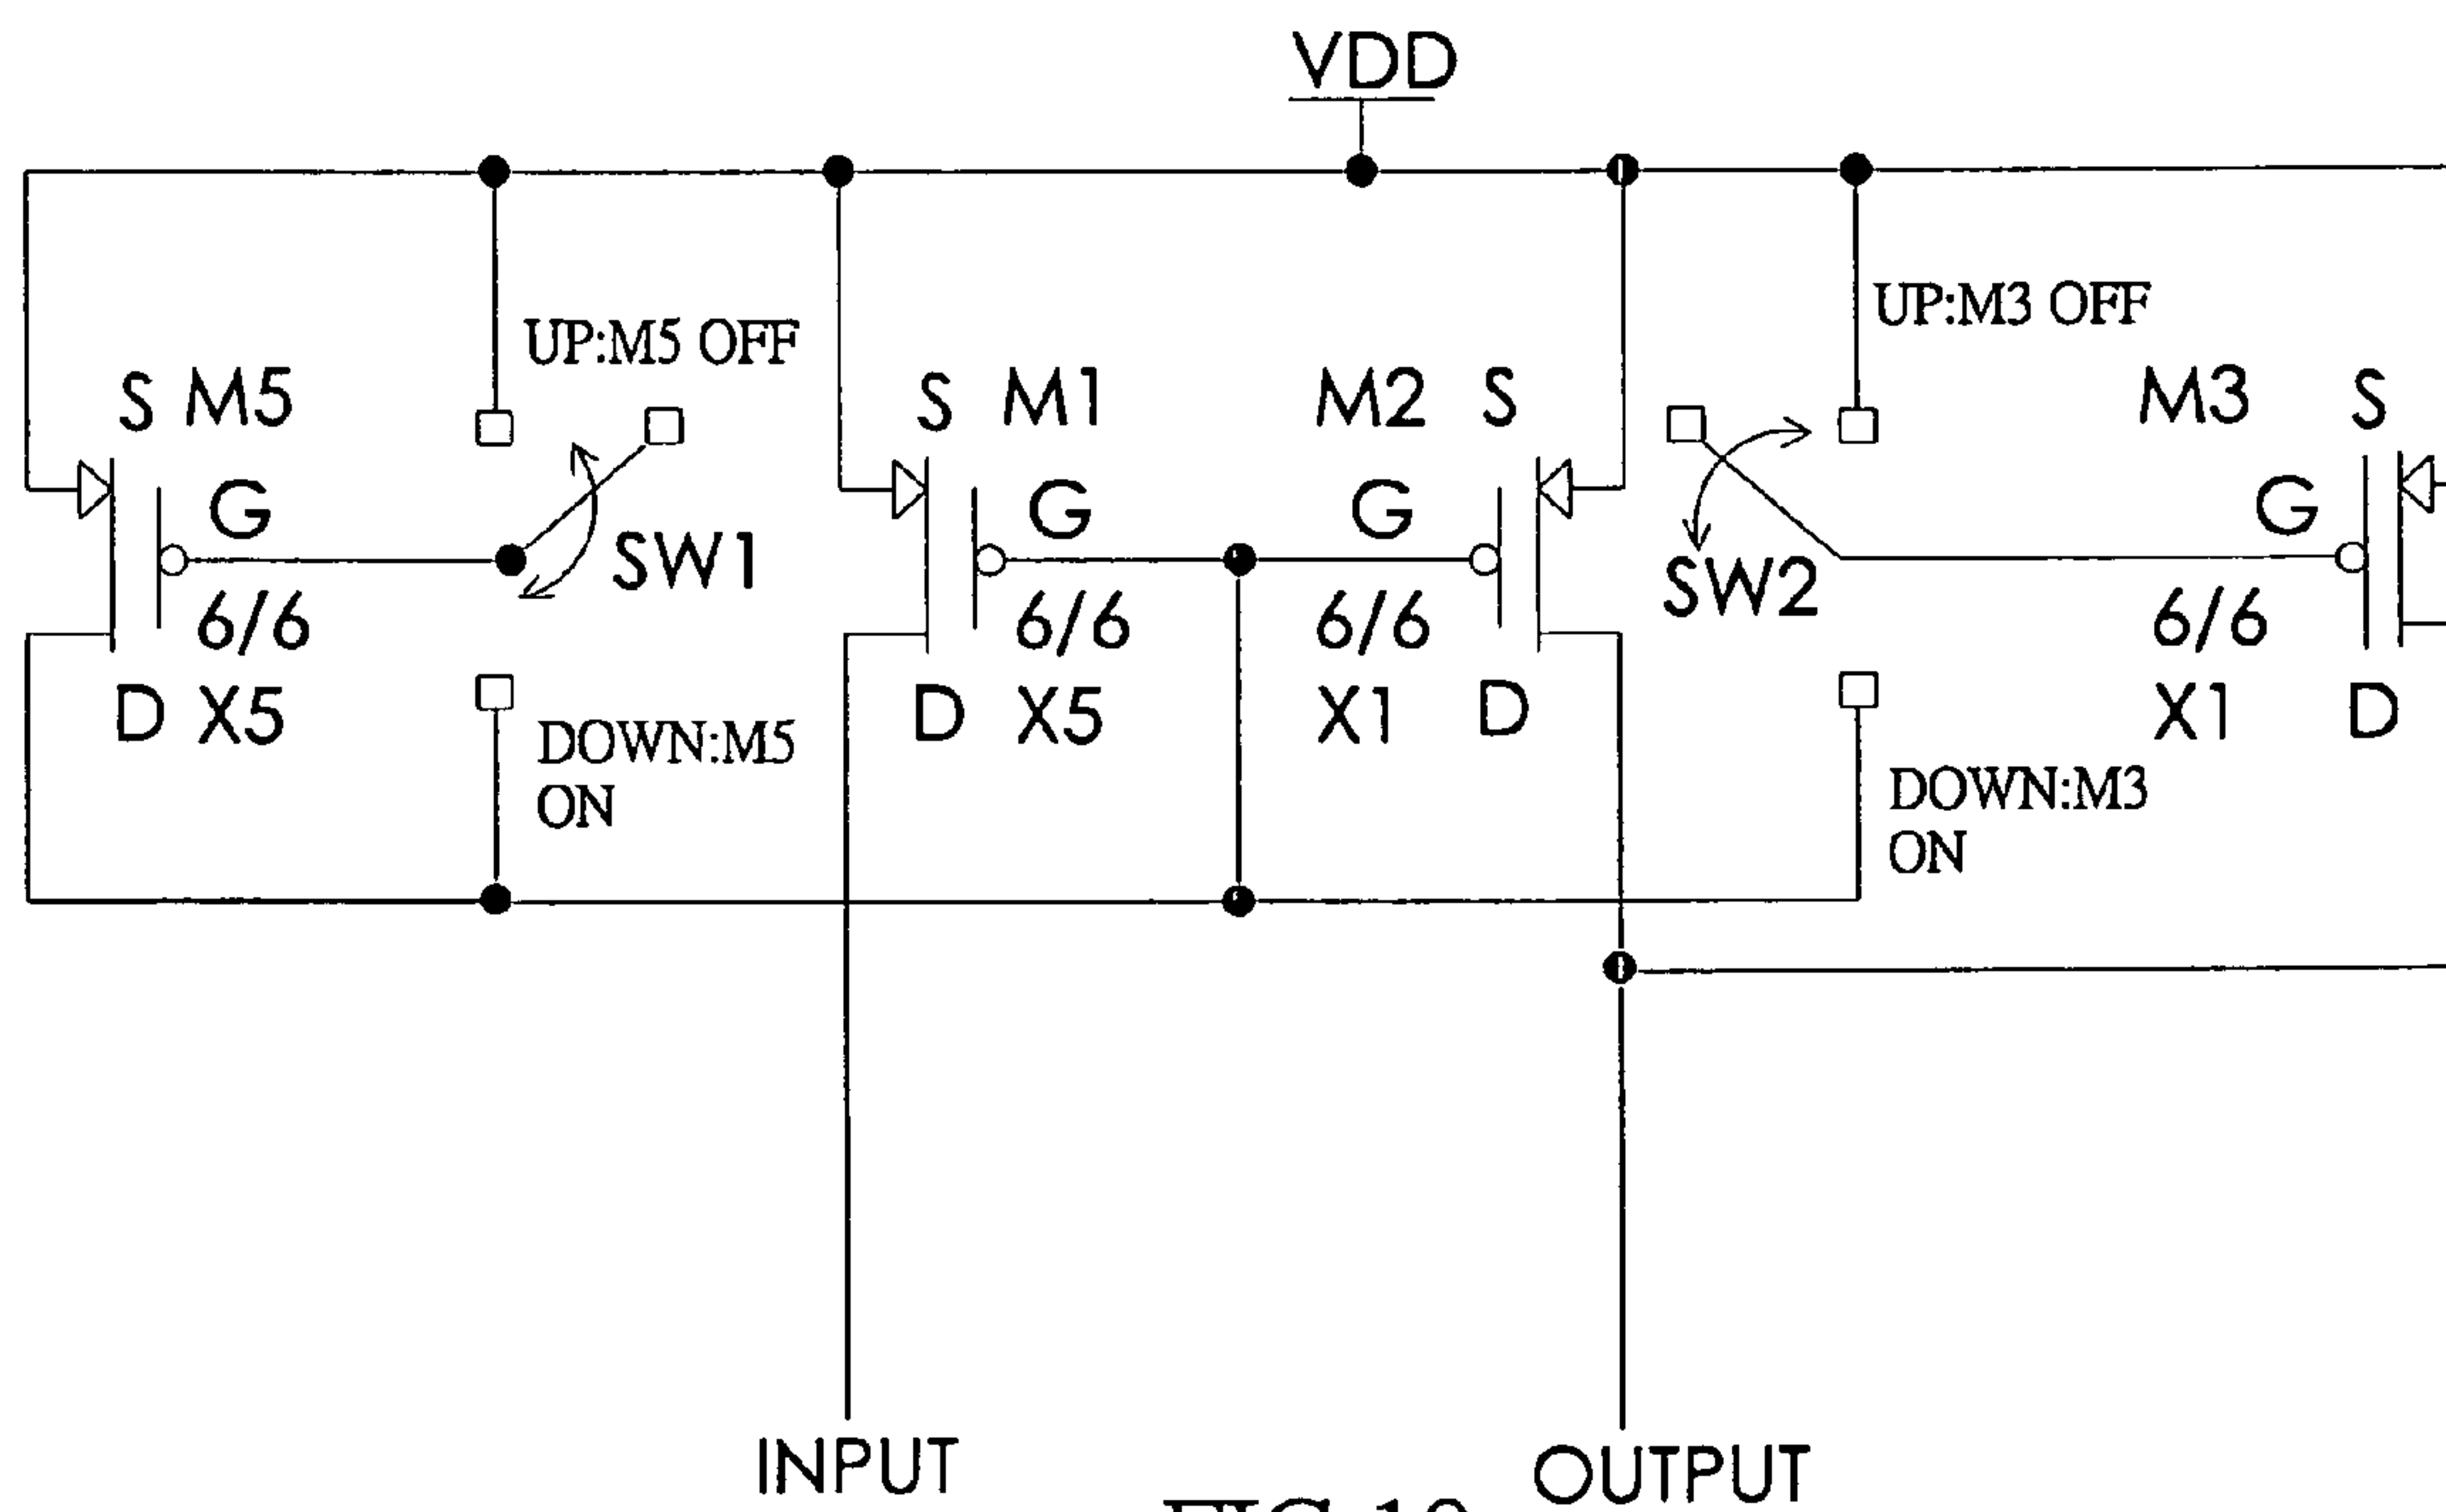 VDD
UP:M5 OFF
UP:M3 OFF
S M5
S M1
M2 S
M3 S
G
G
G
G
SW1
SW2
6/6
6/6
6/6
6/6
D X5
D X5
X1 D
X1 D
DOWN:M5
ON
DOWN:M3
ON
INPUT
OUTPUT